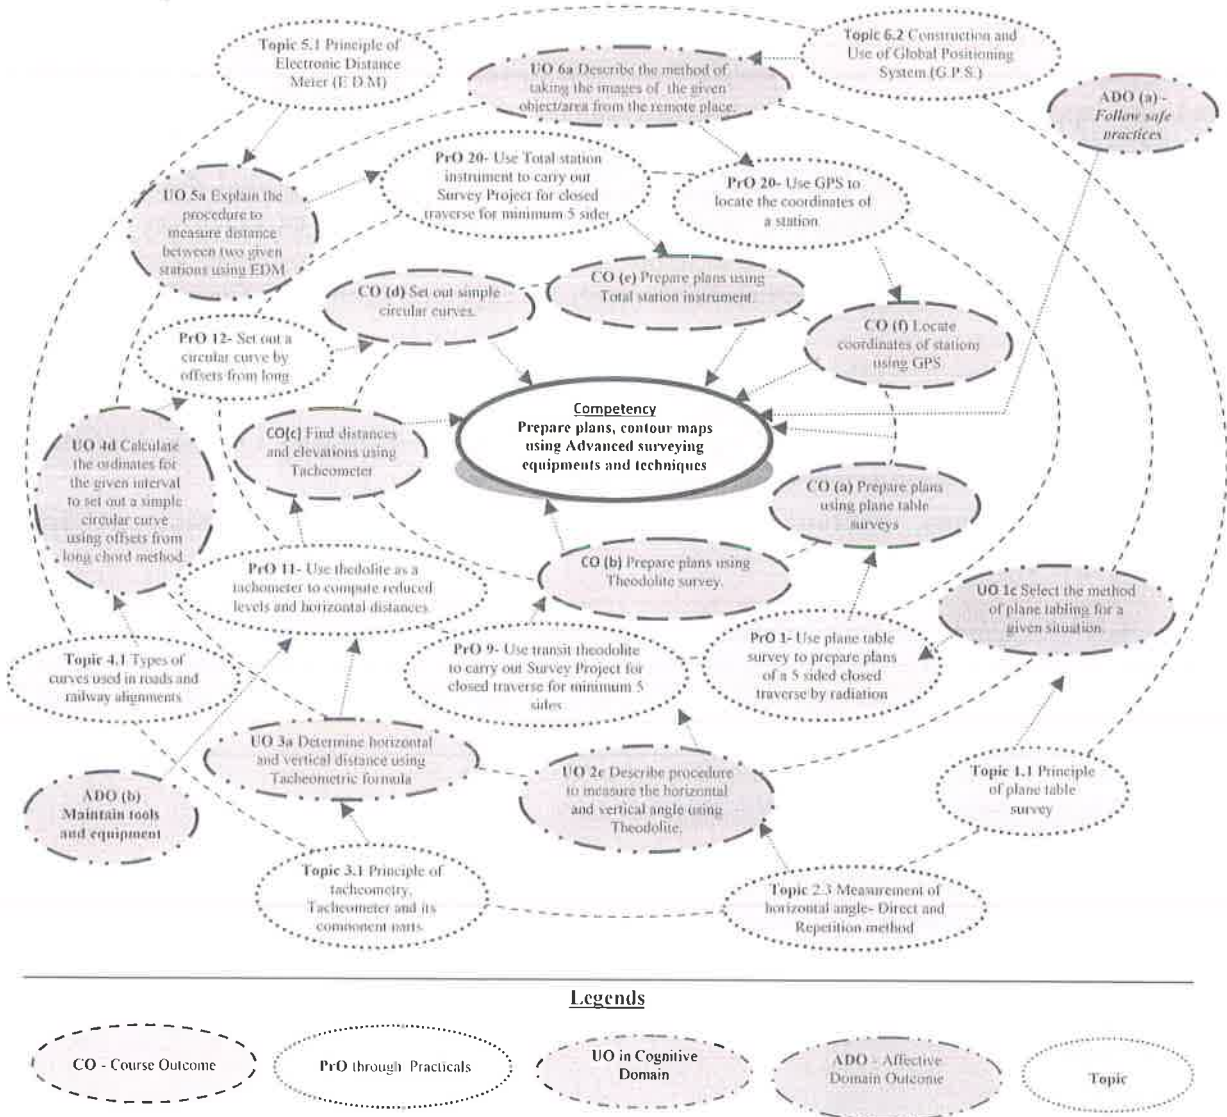 Topic 5.1 Principle of
Electronic Distance
Meier (E.D.M)
Topic 6.2 Construction and
Use of Global Positioning
System (G.P.S.)
UO 6a Describe the method of
taking the images of the given
object/area from the remote place.
ADO (a) -
Follow safe
practices
PrO 20- Use Total station
instrument to carry out
Survey Project for closed
traverse for minimum 5 sides
PrO 20- Use GPS to
locate the coordinates of
a station.
UO 5a Explain the
procedure to
measure distance
between two given
stations using EDM
CO (d) Set out simple
circular curves.
CO (e) Prepare plans using
Total station instrument.
PrO 12- Set out a
circular curve by
offsets from long
CO (f) Locate
coordinates of stations
using GPS
Competency
Prepare plans, contour maps
using Advanced surveying
equipments and techniques
UO 4d Calculate
the ordinates for
the given interval
to set out a simple
circular curve
using offsets from
long chord method.
CO(c) Find distances
and elevations using
Tacheometer
CO (a) Prepare plans
using plane table
surveys
PrO 11- Use thedolite as a
tachometer to compute reduced
levels and horizontal distances
CO (b) Prepare plans using
Theodolite survey.
UO 1c Select the method
of plane tabling for a
given situation.
Topic 4.1 Types of
curves used in roads and
railway alignments
PrO 9- Use transit theodolite
to carry out Survey Project for
closed traverse for minimum 5
sides
PrO 1- Use plane table
survey to prepare plans
of a 5 sided closed
traverse by radiation
UO 3a Determine horizontal
and vertical distance using
Tacheometric formula
UO 2c Describe procedure
to measure the horizontal
and vertical angle using
Theodolite.
Topic 1.1 Principle
of plane table
survey
ADO (b)
Maintain tools
and equipment
Topic 3.1 Principle of
tacheometry,
Tacheometer and its
component parts.
Topic 2.3 Measurement of
horizontal angle- Direct and
Repetition method
Legends
CO - Course Outcome
PrO through Practicals
UO in Cognitive
Domain
ADO - Affective
Domain Outcome
Topic